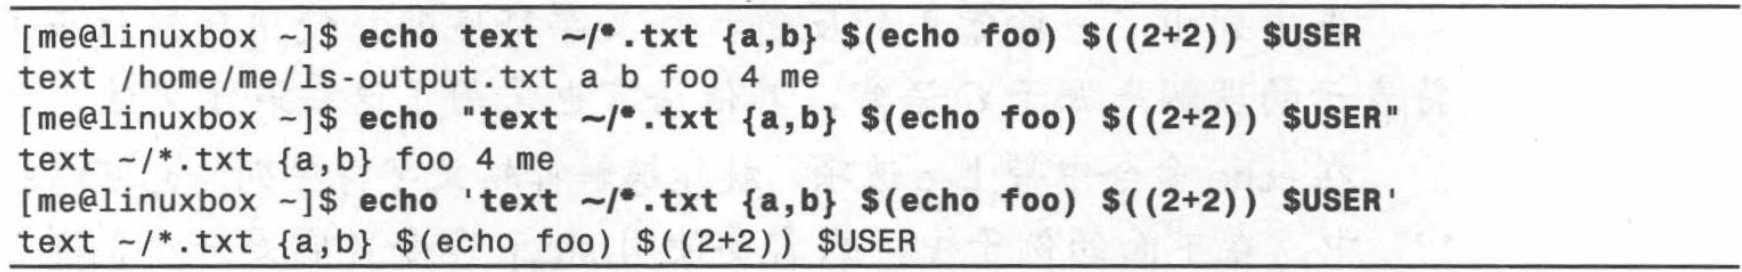 [me@linuxbox ~]$ echo text ~/*.txt {a,b} $(echo foo) $((2+2)) $USER
text /home/me/ls-output.txt a b foo 4 me
[me@linuxbox ~]$ echo "text ~/*.txt {a,b} $(echo foo) $((2+2)) $USER"
text ~/*.txt {a,b} foo 4 me
[me@linuxbox ~]$ echo 'text ~/*.txt {a,b} $(echo foo) $((2+2)) $USER'
text ~/*.txt {a,b} $(echo foo) $((2+2)) $USER